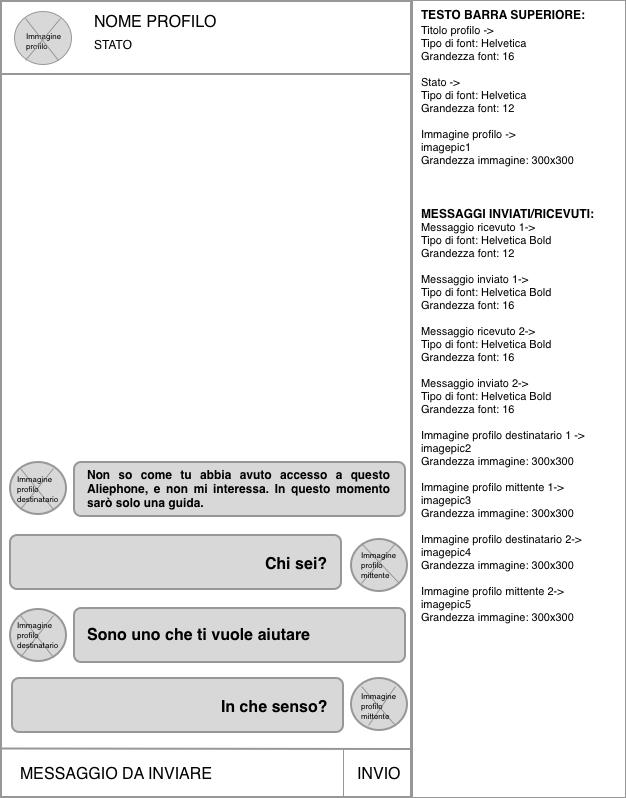 Immagine
profilo
NOME PROFILO
STATO
Non so come tu abbia avuto accesso a questo
Aliephone, e non mi interessa. In questo momento
sarò solo una guida.
Immagine
profilo
destinatario
Chi sei?
Immagine
profilo
mittente
Immagine
profilo
destinatario
Sono uno che ti vuole aiutare
In che senso?
Immagine
profilo
mittente
MESSAGGIO DA INVIARE
INVIO
TESTO BARRA SUPERIORE:
Titolo profilo ->
Tipo di font: Helvetica
Grandezza font: 16
Stato ->
Tipo di font: Helvetica
Grandezza font: 12
Immagine profilo ->
imagepic1
Grandezza immagine: 300x300
MESSAGGI INVIATI/RICEVUTI:
Messaggio ricevuto 1->
Tipo di font: Helvetica Bold
Grandezza font: 12
Messaggio inviato 1->
Tipo di font: Helvetica Bold
Grandezza font: 16
Messaggio ricevuto 2->
Tipo di font: Helvetica Bold
Grandezza font: 16
Messaggio inviato 2->
Tipo di font: Helvetica Bold
Grandezza font: 16
Immagine profilo destinatario 1 ->
imagepic2
Grandezza immagine: 300x300
Immagine profilo mittente 1->
imagepic3
Grandezza immagine: 300x300
Immagine profilo destinatario 2->
imagepic4
Grandezza immagine: 300x300
Immagine profilo mittente 2->
imagepic5
Grandezza immagine: 300x300